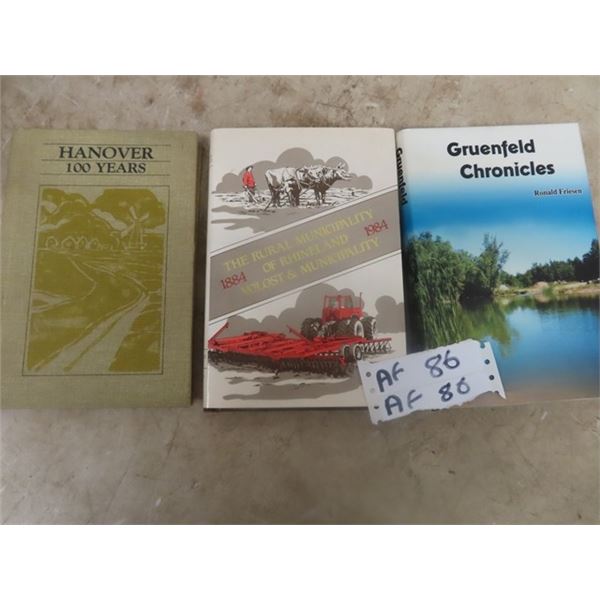 HANOVER
100 YEARS
THE RURAL MUNICIPALITY
OF RHINELAND
VOLOST & MUNICIPALITY
1884
1984
Gruenfeld
Gruenfeld
Chronicles
Ronald Friesen
AF 86
AF 86